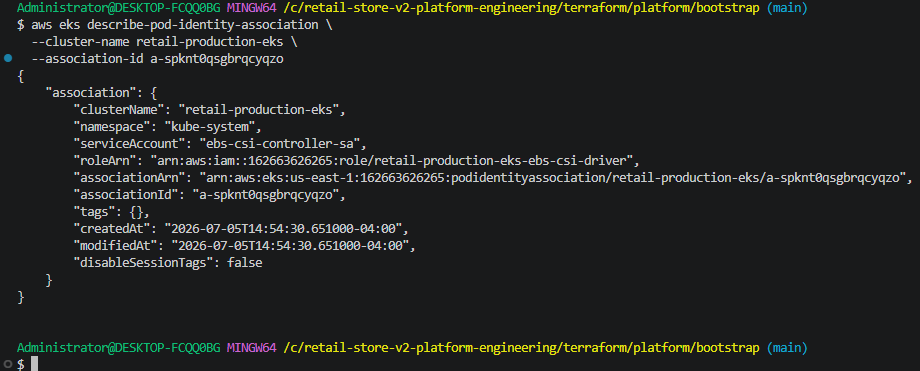 Administrator@DESKTOP-FCQQ0BG MINGW64 /c/retail-store-v2-platform-engineering/terraform/platform/bootstrap (main)
$ aws eks describe-pod-identity-association \
  --cluster-name retail-production-eks \
  --association-id a-spknt0qsgbrqcyqzo
{
    "association": {
        "clusterName": "retail-production-eks",
        "namespace": "kube-system",
        "serviceAccount": "ebs-csi-controller-sa",
        "roleArn": "arn:aws:iam::162663626265:role/retail-production-eks-ebs-csi-driver",
        "associationArn": "arn:aws:eks:us-east-1:162663626265:podidentityassociation/retail-production-eks/a-spknt0qsgbrqcyqzo",
        "associationId": "a-spknt0qsgbrqcyqzo",
        "tags": {},
        "createdAt": "2026-07-05T14:54:30.651000-04:00",
        "modifiedAt": "2026-07-05T14:54:30.651000-04:00",
        "disableSessionTags": false
    }
}
Administrator@DESKTOP-FCQQ0BG MINGW64 /c/retail-store-v2-platform-engineering/terraform/platform/bootstrap (main)
$